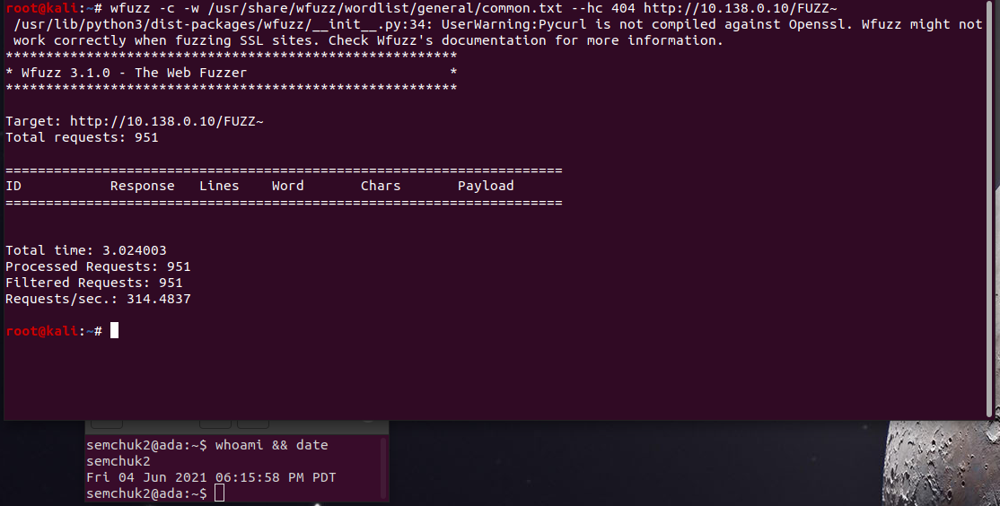 root@kali:~# wfuzz -c -w /usr/share/wfuzz/wordlist/general/common.txt --hc 404 http://10.138.0.10/FUZZ~
/usr/lib/python3/dist-packages/wfuzz/__init__.py:34: UserWarning:Pycurl is not compiled against Openssl. Wfuzz might not
work correctly when fuzzing SSL sites. Check Wfuzz's documentation for more information.
********************************************************
* Wfuzz 3.1.0 - The Web Fuzzer                         *
********************************************************
Target: http://10.138.0.10/FUZZ~
Total requests: 951
=====================================================================
ID           Response   Lines    Word       Chars       Payload
=====================================================================
Total time: 3.024003
Processed Requests: 951
Filtered Requests: 951
Requests/sec.: 314.4837
root@kali:~#
semchuk2@ada:~$ whoami && date
semchuk2
Fri 04 Jun 2021 06:15:58 PM PDT
semchuk2@ada:~$